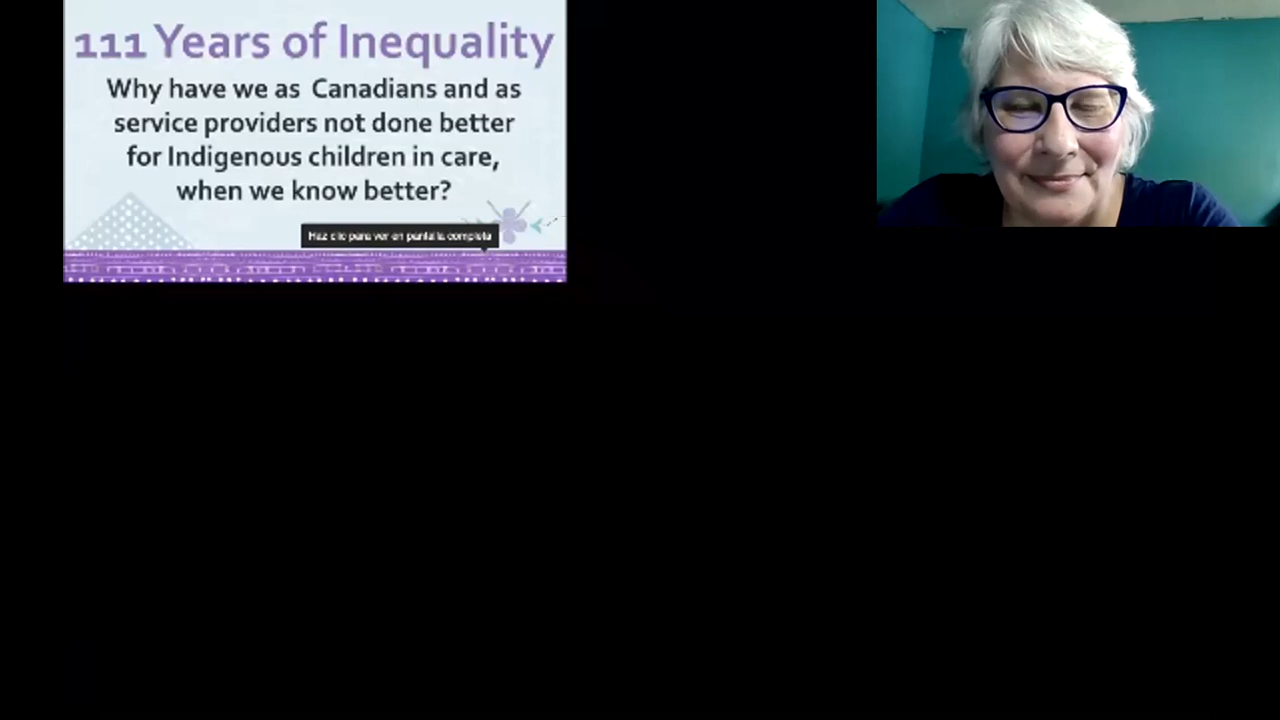 111 Years of Inequality
Why have we as Canadians and as
service providers not done better
for Indigenous children in care,
when we know better?
Haz clic para ver en pantalla completa